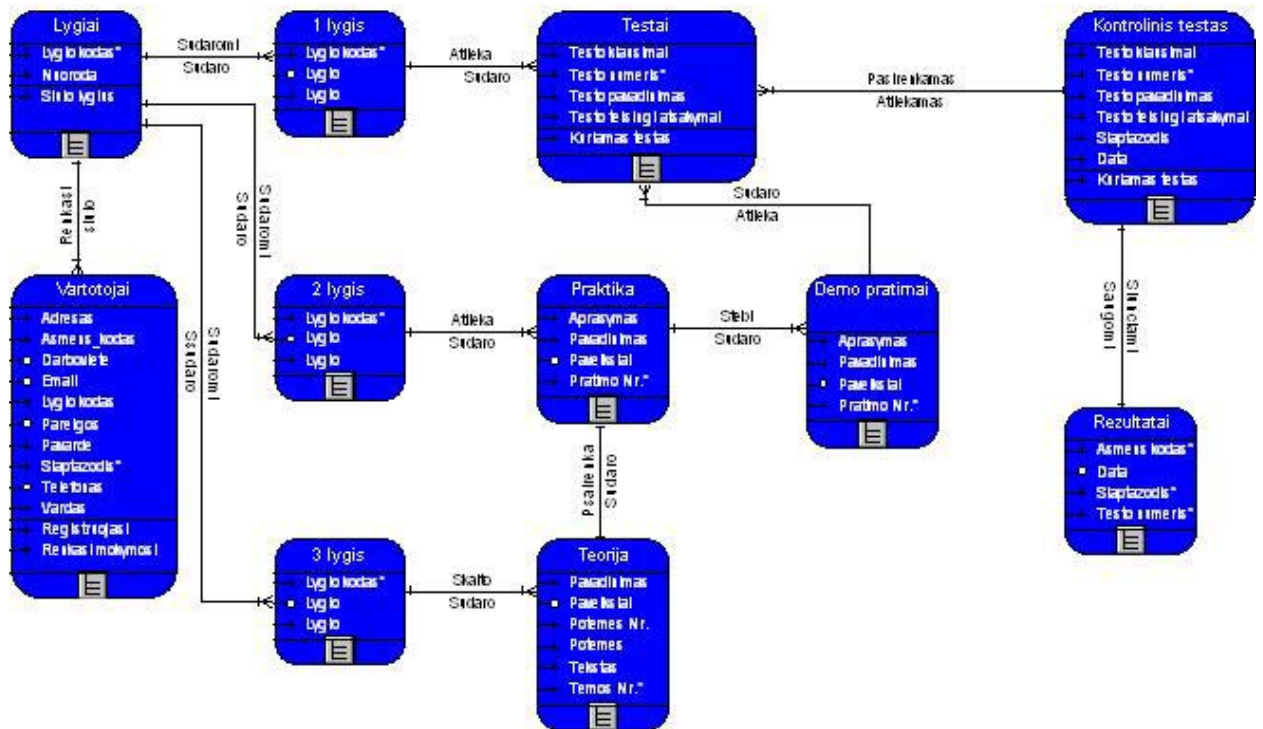 Lygiai
Lygio kodas*
Nuoroda
Siulo lygius
Sudaromi
Sudaro
1 lygis
Lygio kodas*
Lygio
Lygio
Atlieka
Sudaro
Testai
Testo klausimai
Testo numeris*
Testo pavadinimas
Testo teisingi atsakymai
Kuriamas testas
Pasirenkamas
Atliekamas
Kontrolinis testas
Testo klausimai
Testo numeris*
Testo pavadinimas
Testo teisingi atsakymai
Slaptazodis
Data
Kuriamas testas
Renkasi
siulo
Sudaromi
Sudaro
Sudaro
Atlieka
Siunciami
Saugomi
Vartotojai
Adresas
Asmens_kodas
Darboviete
Email
Lygio kodas
Pareigos
Pavarde
Slaptazodis*
Telefonas
Vardas
Registruojasi
Renkasi mokymosi
Sudaromi
Ssudaro
2 lygis
Lygio kodas*
Lygio
Lygio
Atlieka
Sudaro
Praktika
Aprasymas
Pavadinimas
Paveikslai
Pratimo Nr.*
Stebi
Sudaro
Demo pratimai
Aprasymas
Pavadinimas
Paveikslai
Pratimo Nr.*
Rezultatai
Asmens kodas*
Data
Slaptazodis*
Testo numeris*
Psairenka
Sudaro
3 lygis
Lygio kodas*
Lygio
Lygio
Skaito
Sudaro
Teorija
Pavadinimas
Paveikslai
Potemes Nr.
Potemes
Tekstas
Temos Nr.*